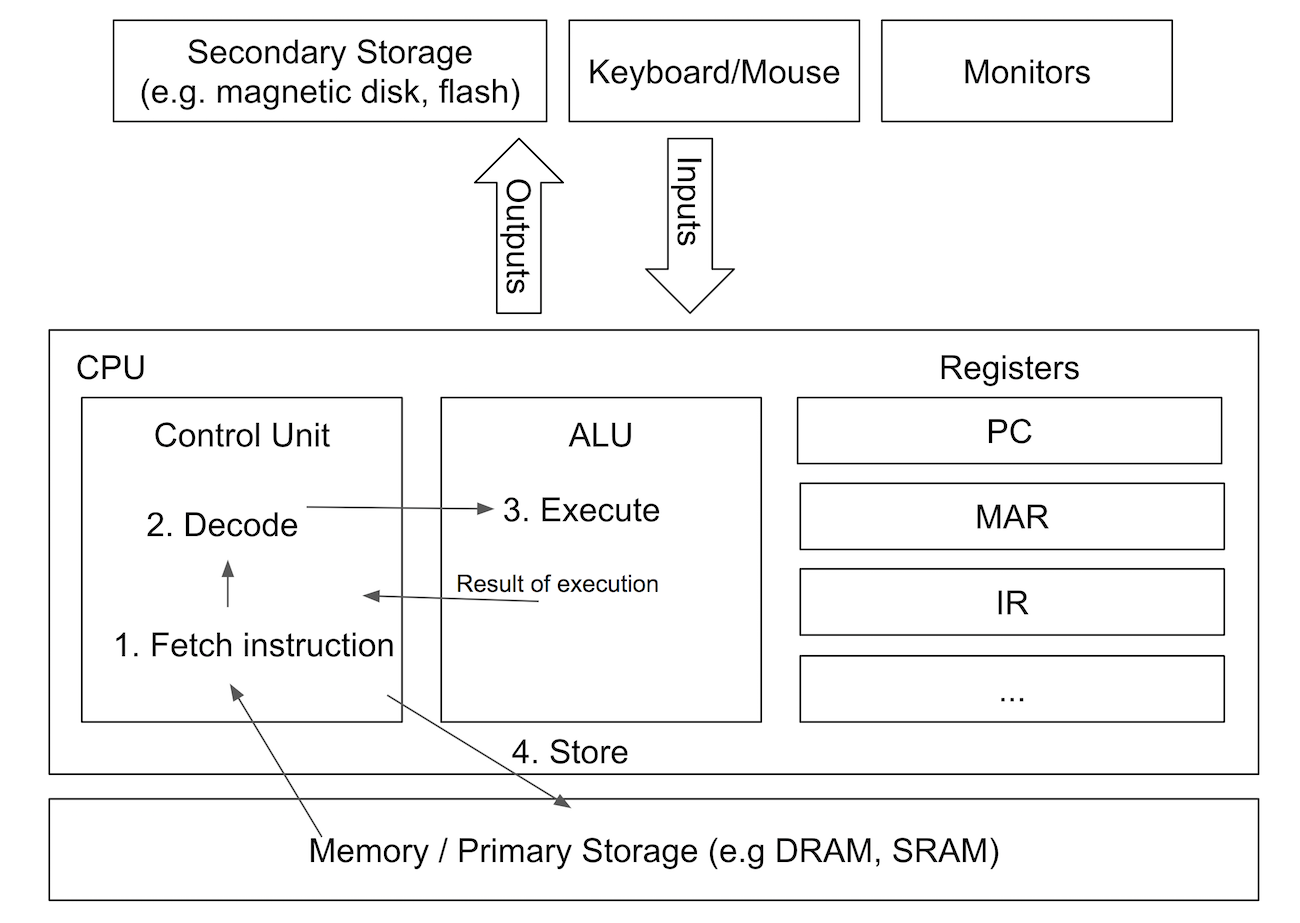 Secondary Storage
(e.g. magnetic disk, flash)
Keyboard/Mouse
Monitors
Outputs
Inputs
CPU
Registers
Control Unit
ALU
PC
MAR
2. Decode
3. Execute
Result of execution
IR
1. Fetch instruction
...
4. Store
Memory / Primary Storage (e.g DRAM, SRAM)